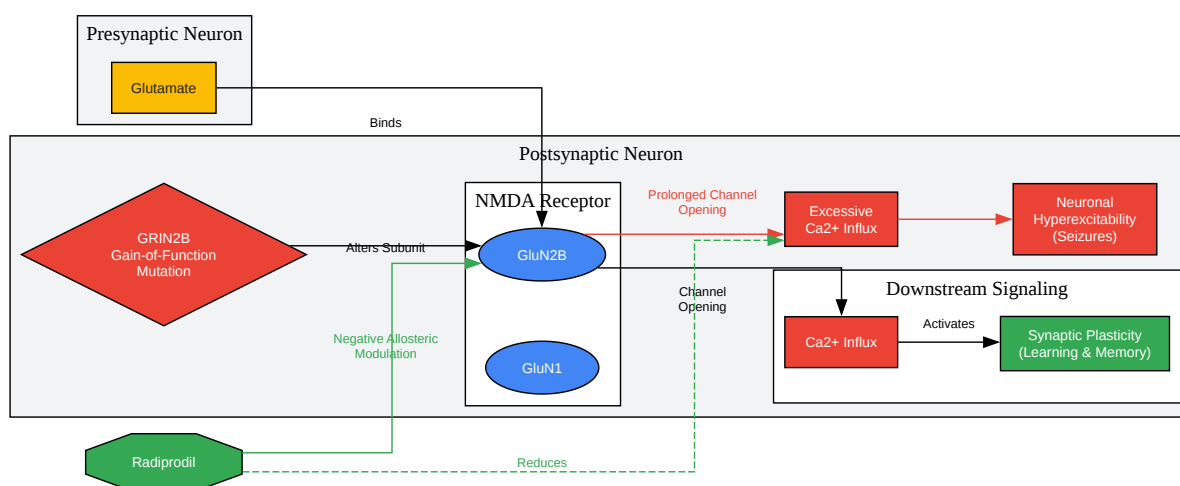 Presynaptic Neuron
Glutamate
Binds
Postsynaptic Neuron
NMDA Receptor
Prolonged Channel
Opening
Excessive
Ca2+ Influx
Neuronal
Hyperexcitability
(Seizures)
GRIN2B
Gain-of-Function
Mutation
Alters Subunit
GluN2B
Channel
Opening
Downstream Signaling
Negative Allosteric
Modulation
GluN1
Ca2+ Influx
Activates
Synaptic Plasticity
(Learning & Memory)
Radiprodil
Reduces